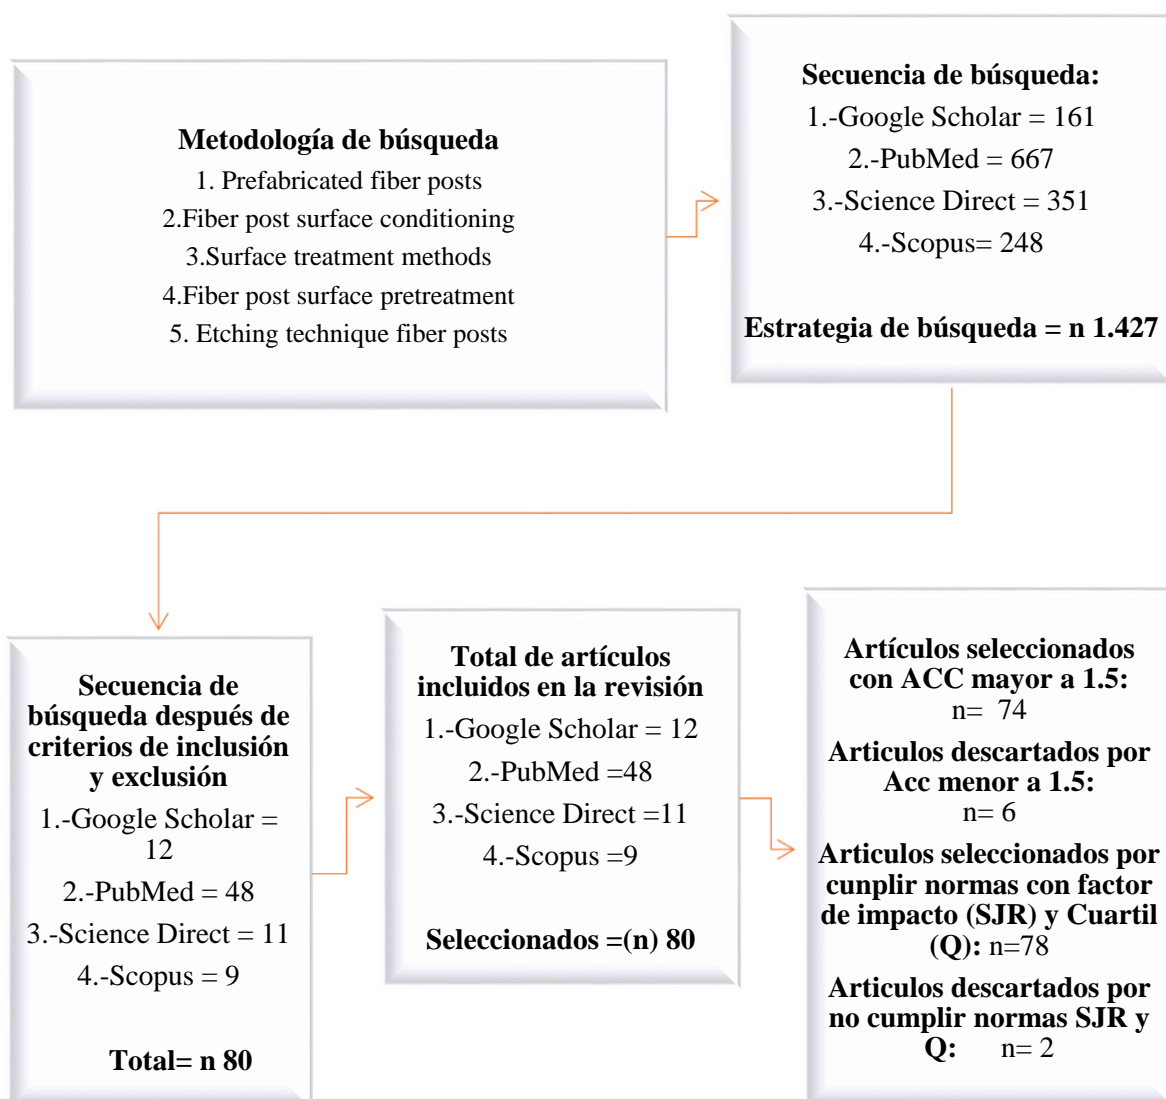 Metodología de búsqueda
1. Prefabricated fiber posts
2.Fiber post surface conditioning
3.Surface treatment methods
4.Fiber post surface pretreatment
5. Etching technique fiber posts
Secuencia de búsqueda:
1.-Google Scholar = 161
2.-PubMed = 667
3.-Science Direct = 351
4.-Scopus= 248
Estrategia de búsqueda = n 1.427
Secuencia de
búsqueda después de
criterios de inclusión
y exclusión
1.-Google Scholar =
12
2.-PubMed = 48
3.-Science Direct = 11
4.-Scopus = 9
Total= n 80
Total de artículos
incluidos en la revisión
1.-Google Scholar = 12
2.-PubMed =48
3.-Science Direct =11
4.-Scopus =9
Seleccionados =(n) 80
Artículos seleccionados
con ACC mayor a 1.5:
n= 74
Articulos descartados por
Acc menor a 1.5:
n= 6
Articulos seleccionados por
cunplir normas con factor
de impacto (SJR) y Cuartil
(Q): n=78
Articulos descartados por
no cumplir normas SJR y
Q: n= 2